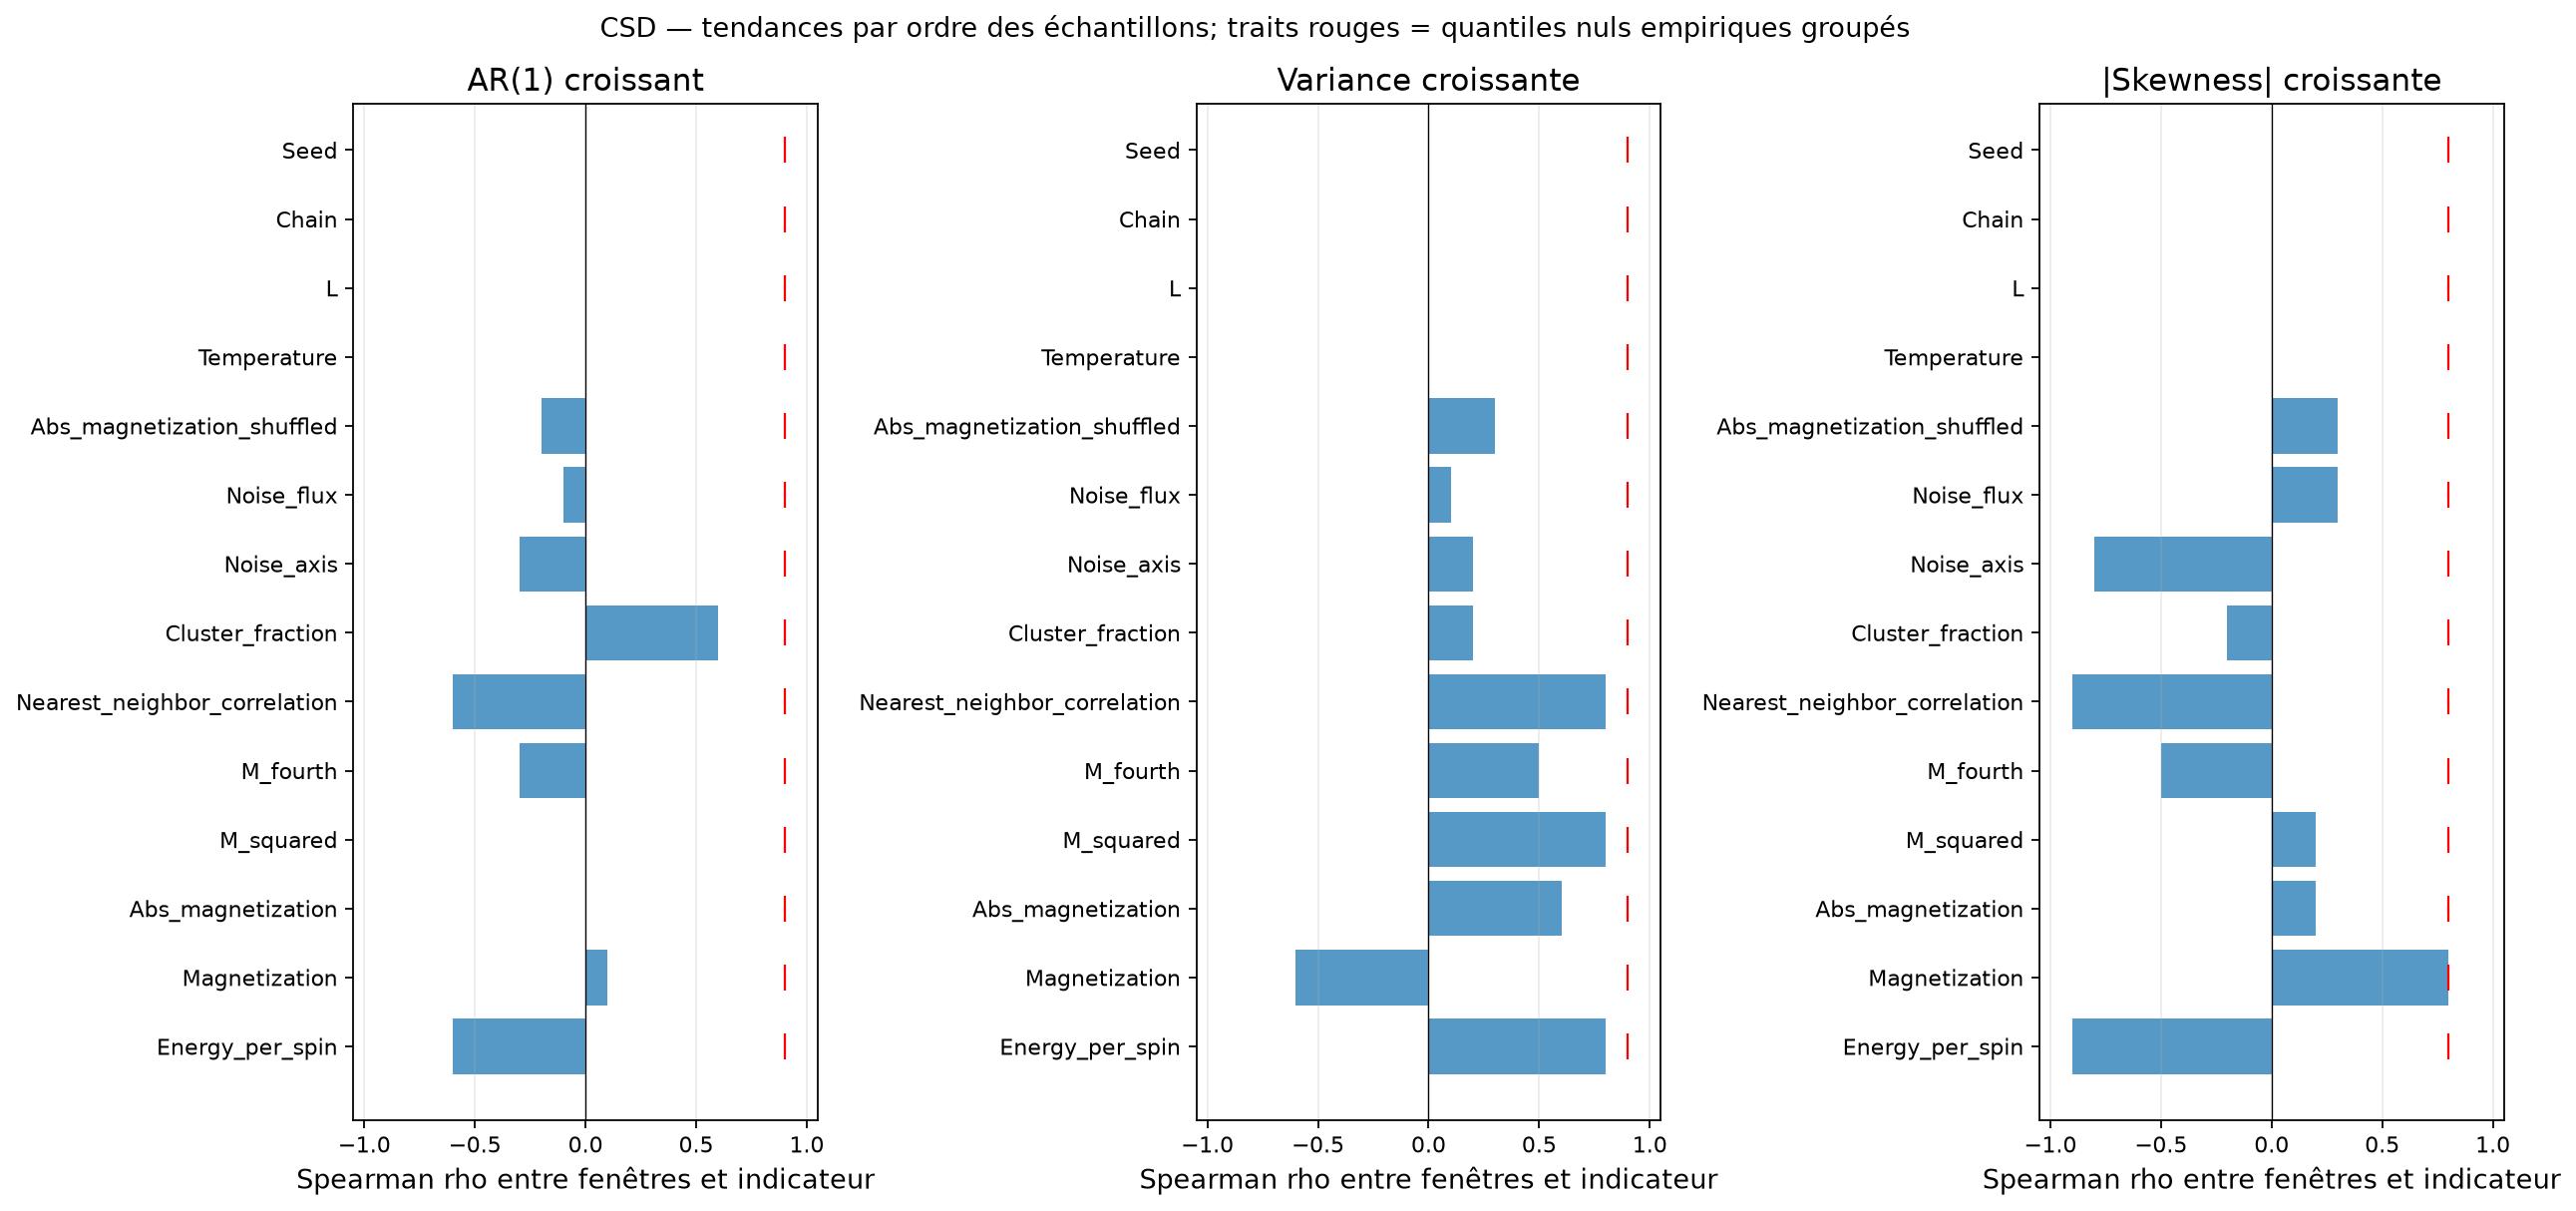 CSD — tendances par ordre des échantillons; traits rouges = quantiles nuls empiriques groupés
AR(1) croissant
Seed
Chain
L
Temperature
Abs_magnetization_shuffled
Noise_flux
Noise_axis
Cluster_fraction
Nearest_neighbor_correlation
M_fourth
M_squared
Abs_magnetization
Magnetization
Energy_per_spin
−1.0 −0.5 0.0 0.5 1.0
Spearman rho entre fenêtres et indicateur
Variance croissante
Seed
Chain
L
Temperature
Abs_magnetization_shuffled
Noise_flux
Noise_axis
Cluster_fraction
Nearest_neighbor_correlation
M_fourth
M_squared
Abs_magnetization
Magnetization
Energy_per_spin
−1.0 −0.5 0.0 0.5 1.0
Spearman rho entre fenêtres et indicateur
|Skewness| croissante
Seed
Chain
L
Temperature
Abs_magnetization_shuffled
Noise_flux
Noise_axis
Cluster_fraction
Nearest_neighbor_correlation
M_fourth
M_squared
Abs_magnetization
Magnetization
Energy_per_spin
−1.0 −0.5 0.0 0.5 1.0
Spearman rho entre fenêtres et indicateur